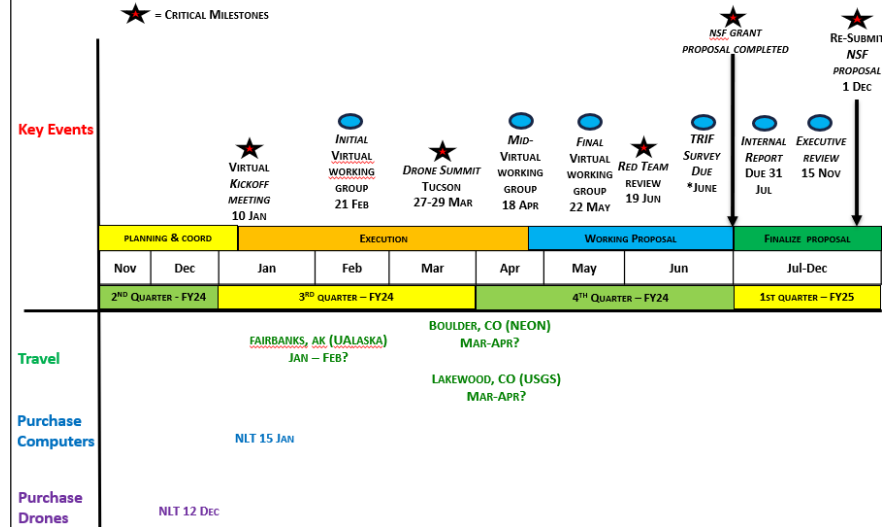 = Critical Milestones
NSF grant
proposal completed
Re-Submit
NSF
proposal
1 Dec
Key Events
Virtual
Kickoff
meeting
10 Jan
Initial
Virtual
working
group
21 Feb
Drone Summit
Tucson
27-29 Mar
Mid-
Virtual
working
group
18 Apr
Final
Virtual
working
group
22 May
Red Team
review
19 Jun
TRIF
Survey
Due
*June
Internal
Report
Due 31
Jul
Executive
review
15 Nov
planning & coord
Execution
Working Proposal
Finalize proposal
Nov
Dec
Jan
Feb
Mar
Apr
May
Jun
Jul-Dec
2nd Quarter - FY24
3rd quarter – FY24
4th Quarter – FY24
1st quarter – FY25
Travel
Fairbanks, AK (UAlaska)
Jan – Feb?
Boulder, CO (NEON)
Mar-Apr?
Lakewood, CO (USGS)
Mar-Apr?
Purchase
Computers
NLT 15 Jan
Purchase
Drones
NLT 12 Dec